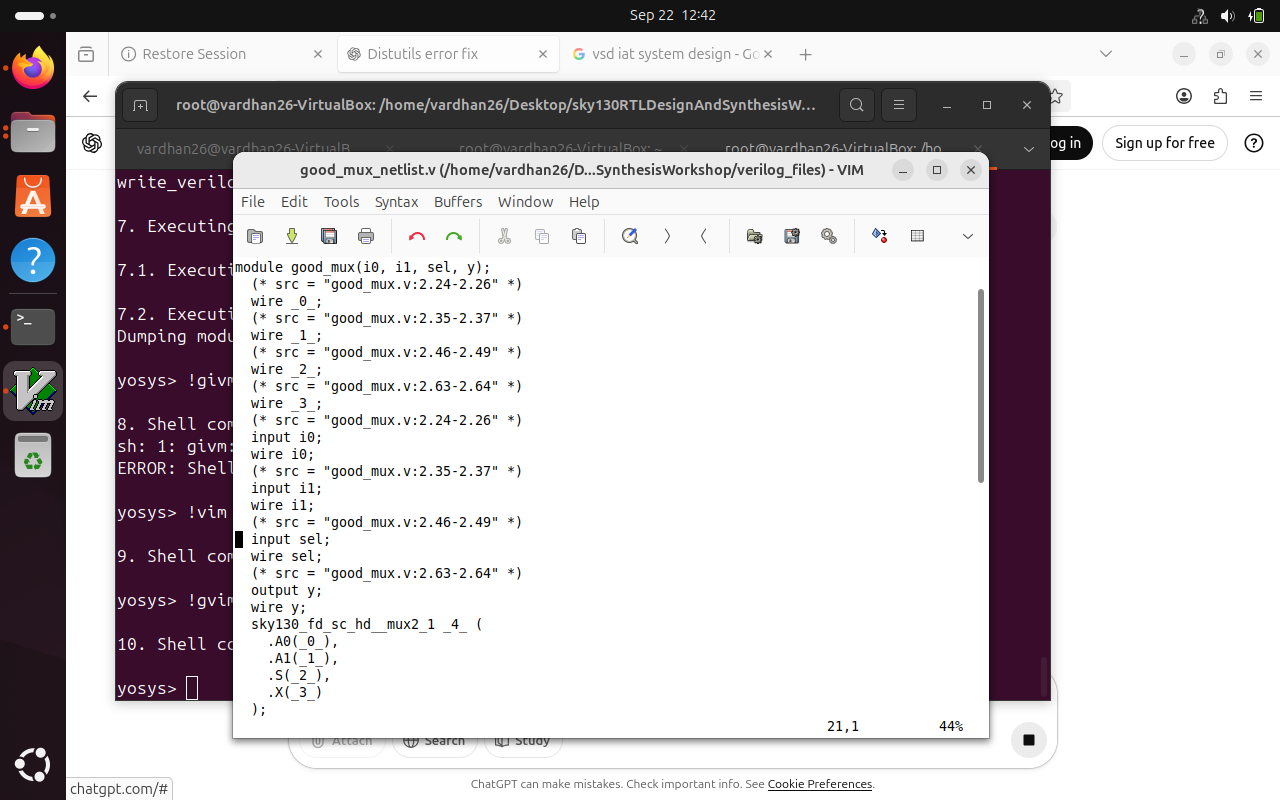 Sep 22 12:42
Restore Session
Distutils error fix
vsd iat system design - Go
root@vardhan26-VirtualBox: /home/vardhan26/Desktop/sky130RTLDesignAndSynthesisW...
og in
Sign up for free
vardhan26@vardhan26-VirtualB
root@vardhan26-VirtualBox: ~
root@vardhan26-VirtualBox: /ho
good_mux_netlist.v (/home/vardhan26/D...SynthesisWorkshop/verilog_files) - VIM
File Edit Tools Syntax Buffers Window Help
write_verilo
7. Executing
7.1. Executi
7.2. Executi
Dumping modu
yosys> !givm
8. Shell com
sh: 1: givm:
ERROR: Shell
yosys> !vim
9. Shell com
yosys> !gvim
10. Shell co
yosys>
module good_mux(i0, i1, sel, y);
(* src = "good_mux.v:2.24-2.26" *)
wire _0_;
(* src = "good_mux.v:2.35-2.37" *)
wire _1_;
(* src = "good_mux.v:2.46-2.49" *)
wire _2_;
(* src = "good_mux.v:2.63-2.64" *)
wire _3_;
(* src = "good_mux.v:2.24-2.26" *)
input i0;
wire i0;
(* src = "good_mux.v:2.35-2.37" *)
input i1;
wire i1;
(* src = "good_mux.v:2.46-2.49" *)
input sel;
wire sel;
(* src = "good_mux.v:2.63-2.64" *)
output y;
wire y;
sky130_fd_sc_hd__mux2_1 _4_ (
.A0(_0_),
.A1(_1_),
.S(_2_),
.X(_3_)
);
21,1 44%
Attach
Search
Study
ChatGPT can make mistakes. Check important info. See Cookie Preferences.
chatgpt.com/#